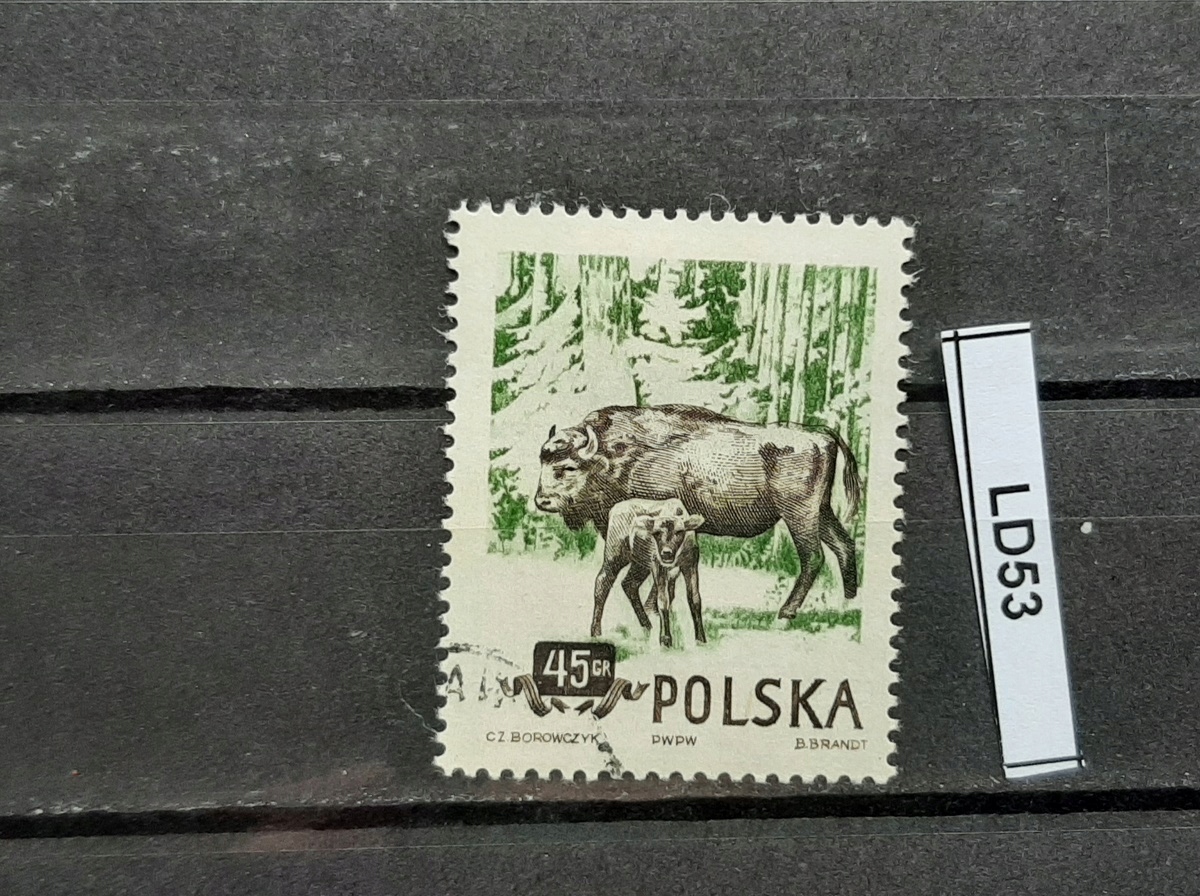 45 GR
POLSKA
CZ. BOROWCZYK
PWPW
B. BRANDT
LD53